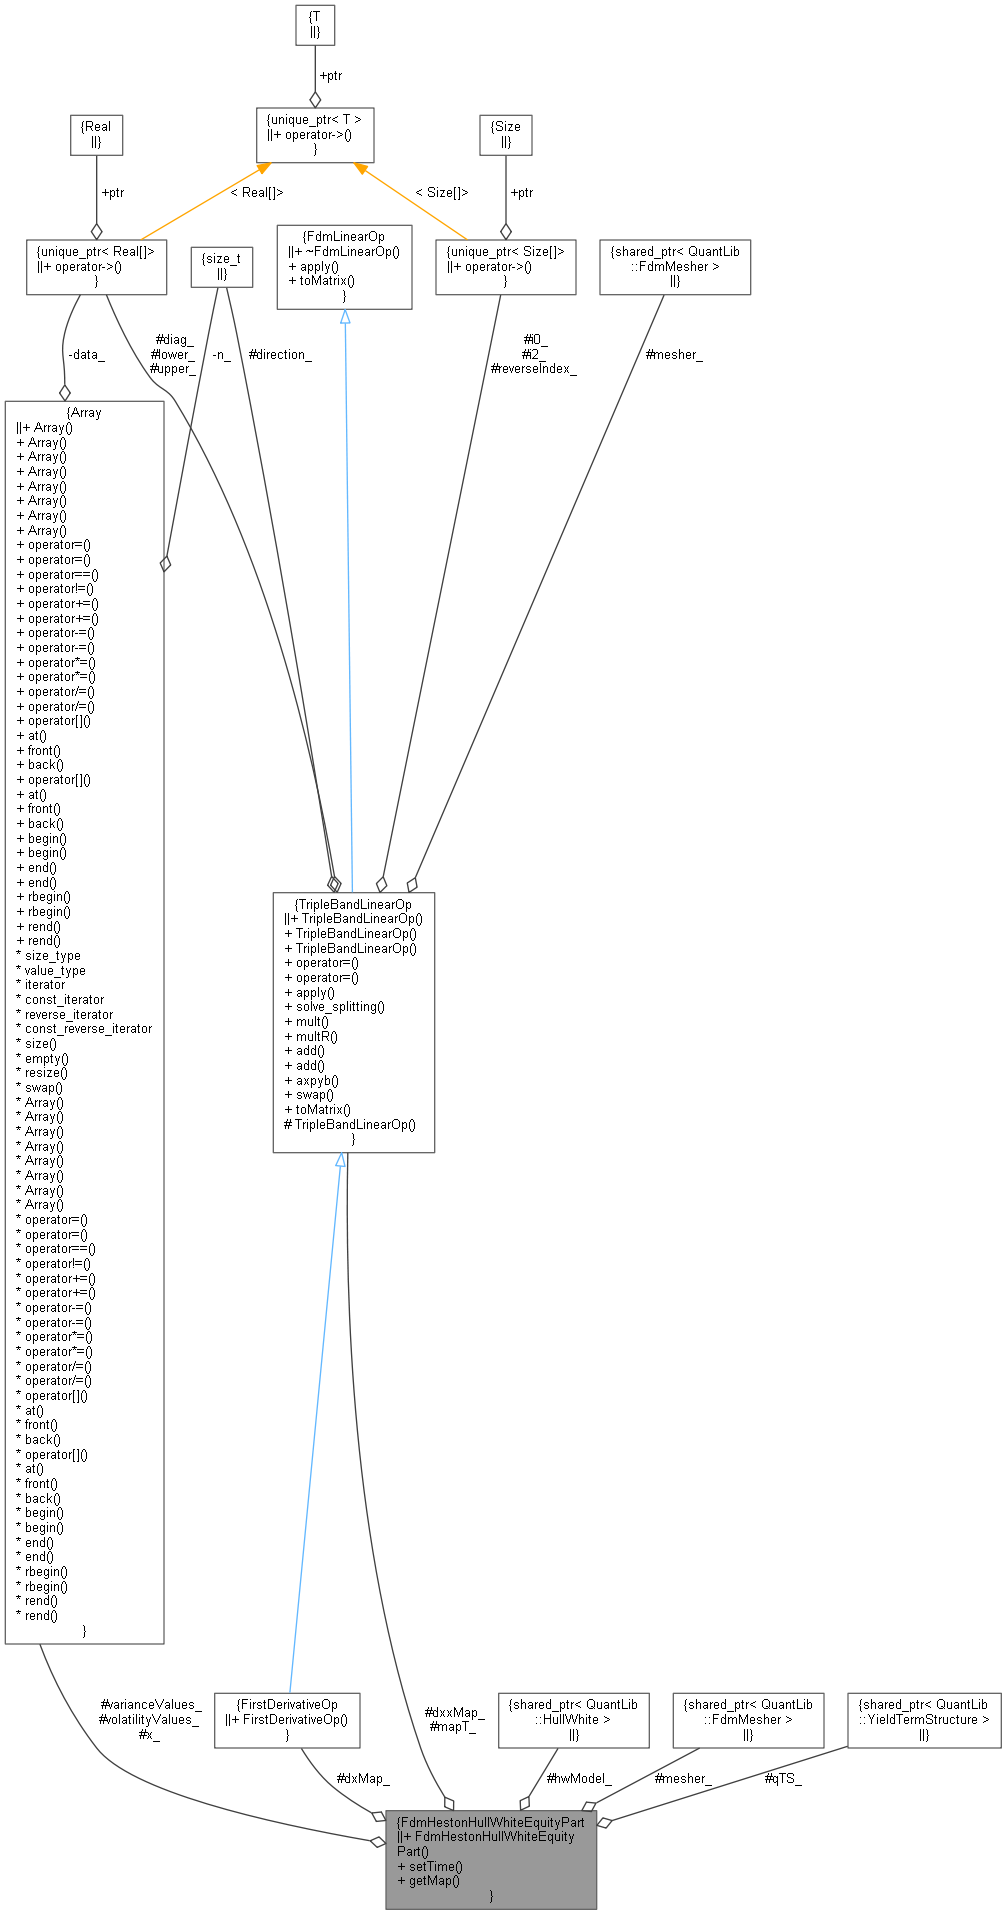 {T
||}
+ptr
{unique_ptr< T >
||+ operator->()
}
{Real
||}
{Size
||}
+ptr
+ptr
< Real[]>
< Size[]>
{unique_ptr< Real[]>
||+ operator->()
}
{size_t
||}
{FdmLinearOp
||+ ~FdmLinearOp()
+ apply()
+ toMatrix()
}
{unique_ptr< Size[]>
||+ operator->()
}
{shared_ptr< QuantLib
::FdmMesher >
||}
-data_
#diag_
#lower_
#upper_
-n_
#direction_
#i0_
#i2_
#reverseIndex_
#mesher_
{Array
||+ Array()
+ Array()
+ Array()
+ Array()
+ Array()
+ Array()
+ Array()
+ Array()
+ operator=()
+ operator=()
+ operator==()
+ operator!=()
+ operator+=()
+ operator+=()
+ operator-=()
+ operator-=()
+ operator*=()
+ operator*=()
+ operator/=()
+ operator/=()
+ operator[]()
+ at()
+ front()
+ back()
+ operator[]()
+ at()
+ front()
+ back()
+ begin()
+ begin()
+ end()
+ end()
+ rbegin()
+ rbegin()
+ rend()
+ rend()
* size_type
* value_type
* iterator
* const_iterator
* reverse_iterator
* const_reverse_iterator
* size()
* empty()
* resize()
* swap()
* Array()
* Array()
* Array()
* Array()
* Array()
* Array()
* Array()
* Array()
* operator=()
* operator=()
* operator==()
* operator!=()
* operator+=()
* operator+=()
* operator-=()
* operator-=()
* operator*=()
* operator*=()
* operator/=()
* operator/=()
* operator[]()
* at()
* front()
* back()
* operator[]()
* at()
* front()
* back()
* begin()
* begin()
* end()
* end()
* rbegin()
* rbegin()
* rend()
* rend()
}
{TripleBandLinearOp
||+ TripleBandLinearOp()
+ TripleBandLinearOp()
+ TripleBandLinearOp()
+ operator=()
+ operator=()
+ apply()
+ solve_splitting()
+ mult()
+ multR()
+ add()
+ add()
+ axpyb()
+ swap()
+ toMatrix()
# TripleBandLinearOp()
}
#varianceValues_
#volatilityValues_
#x_
{FirstDerivativeOp
||+ FirstDerivativeOp()
}
#dxxMap_
#mapT_
{shared_ptr< QuantLib
::HullWhite >
||}
{shared_ptr< QuantLib
::FdmMesher >
||}
{shared_ptr< QuantLib
::YieldTermStructure >
||}
#dxMap_
#hwModel_
#mesher_
#qTS_
{FdmHestonHullWhiteEquityPart
||+ FdmHestonHullWhiteEquity
Part()
+ setTime()
+ getMap()
}